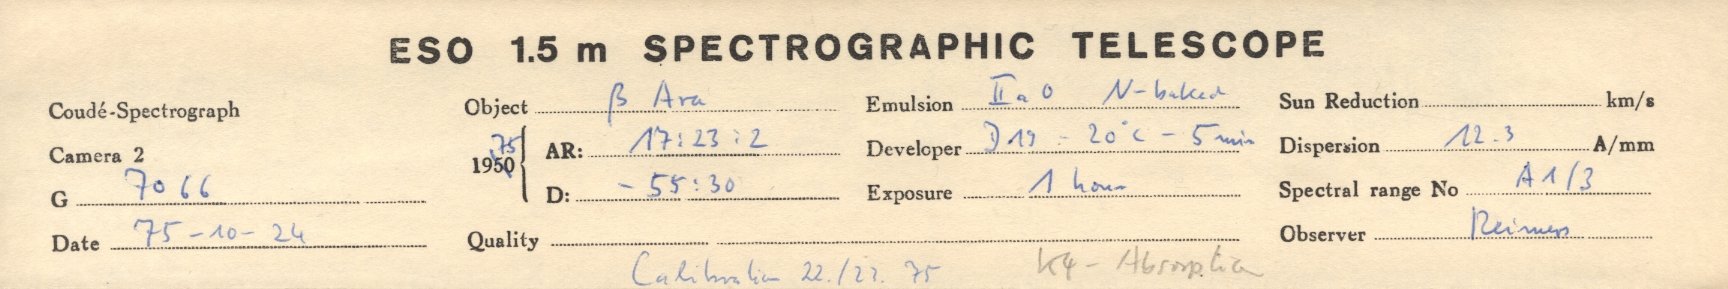 ESO 1.5 m SPECTROGRAPHIC TELESCOPE
Coudé-Spectrograph Object β Ara Emulsion IIa O N-baked Sun Reduction km/s
Camera 2 1950 75 AR: 17:23:2 Developer D19 - 20°C - 5 min Dispersion 12.3 A/mm
G 7066 D: -55:30 Exposure 1 hour Spectral range No A1/3
Date 75-10-24 Quality Observer Reimers
Calibration 22./23. 75 K4 - Absorption